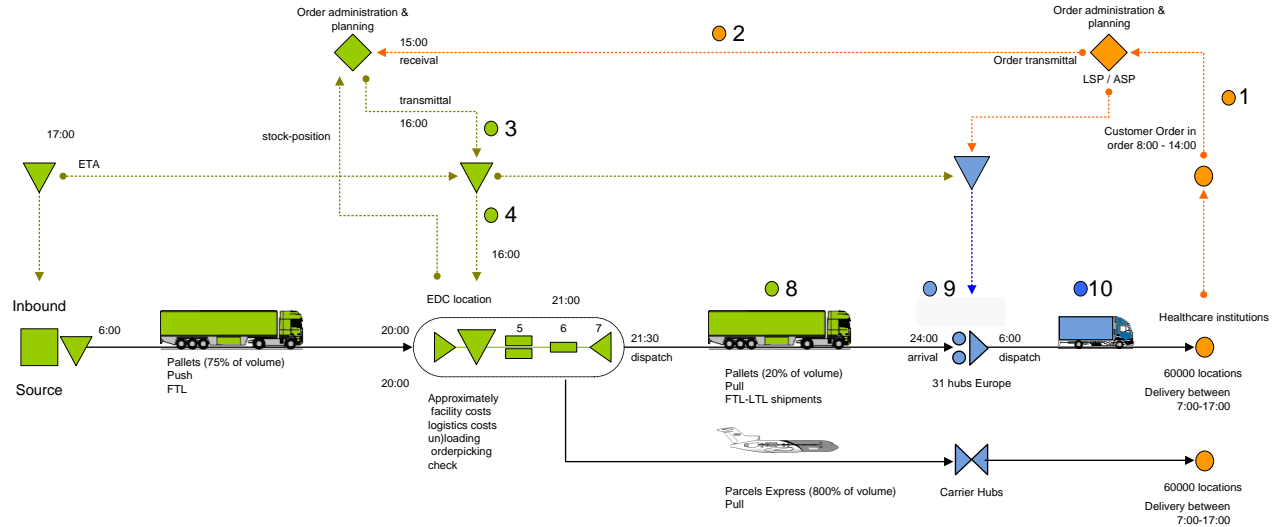 Order administration &
planning
Order administration &
planning
2
15:00
receival
Order transmital
LSP / ASP
1
transmittal
16:00
3
stock-position
Customer Order in
order 8:00 - 14:00
17:00
ETA
4
16:00
EDC location
21:00
8
9
10
Inbound
Source
6:00
Pallets (75% of volume)
Push
FTL
20:00
20:00
5
6
7
21:30
dispatch
Pallets (20% of volume)
Pull
FTL-LTL shipments
24:00
arrival
6:00
dispatch
31 hubs Europe
Healthcare institutions
60000 locations
Delivery between
7:00-17:00
Approximately
facility costs
logistics costs
un)loading
orderpicking
check
Parcels Express (800% of volume)
Pull
Carrier Hubs
60000 locations
Delivery between
7:00-17:00